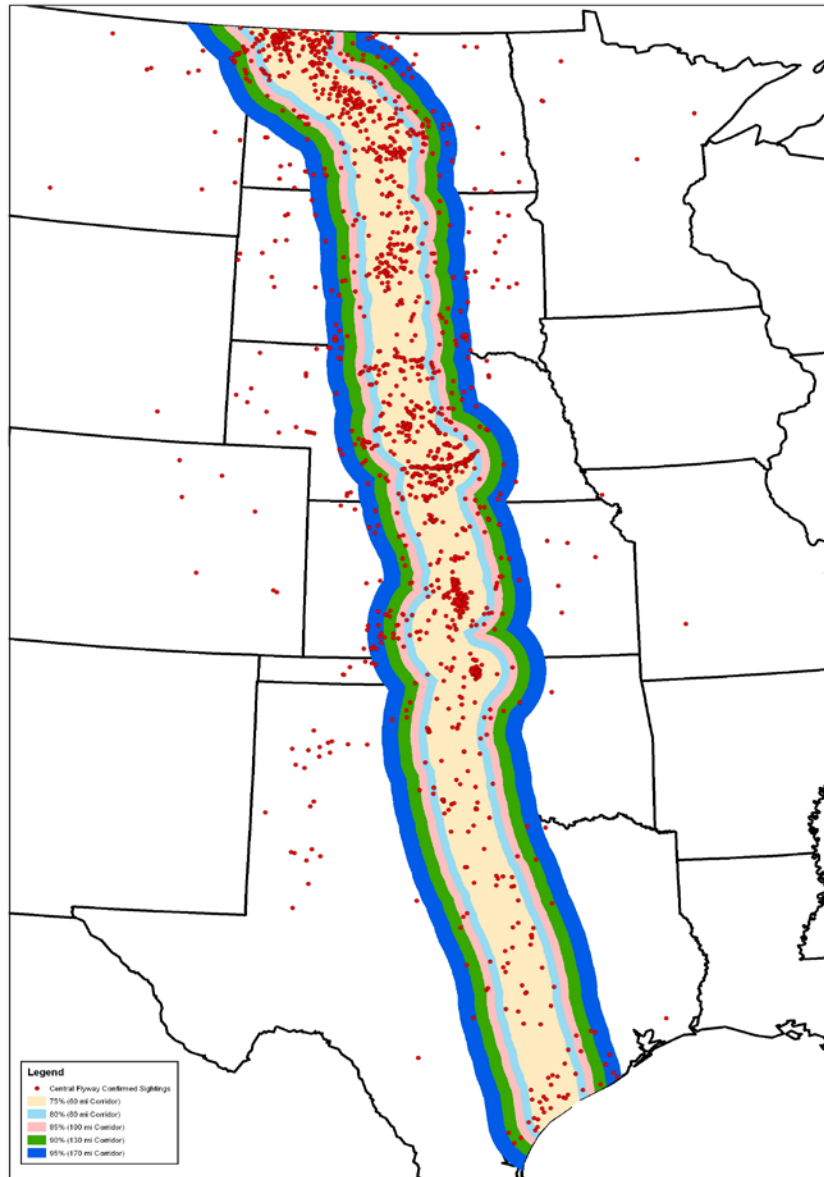 Legend
Central Flyway Confirmed Sightings
75% (60 mi Corridor)
80% (80 mi Corridor)
85% (100 mi Corridor)
90% (130 mi Corridor)
95% (170 mi Corridor)